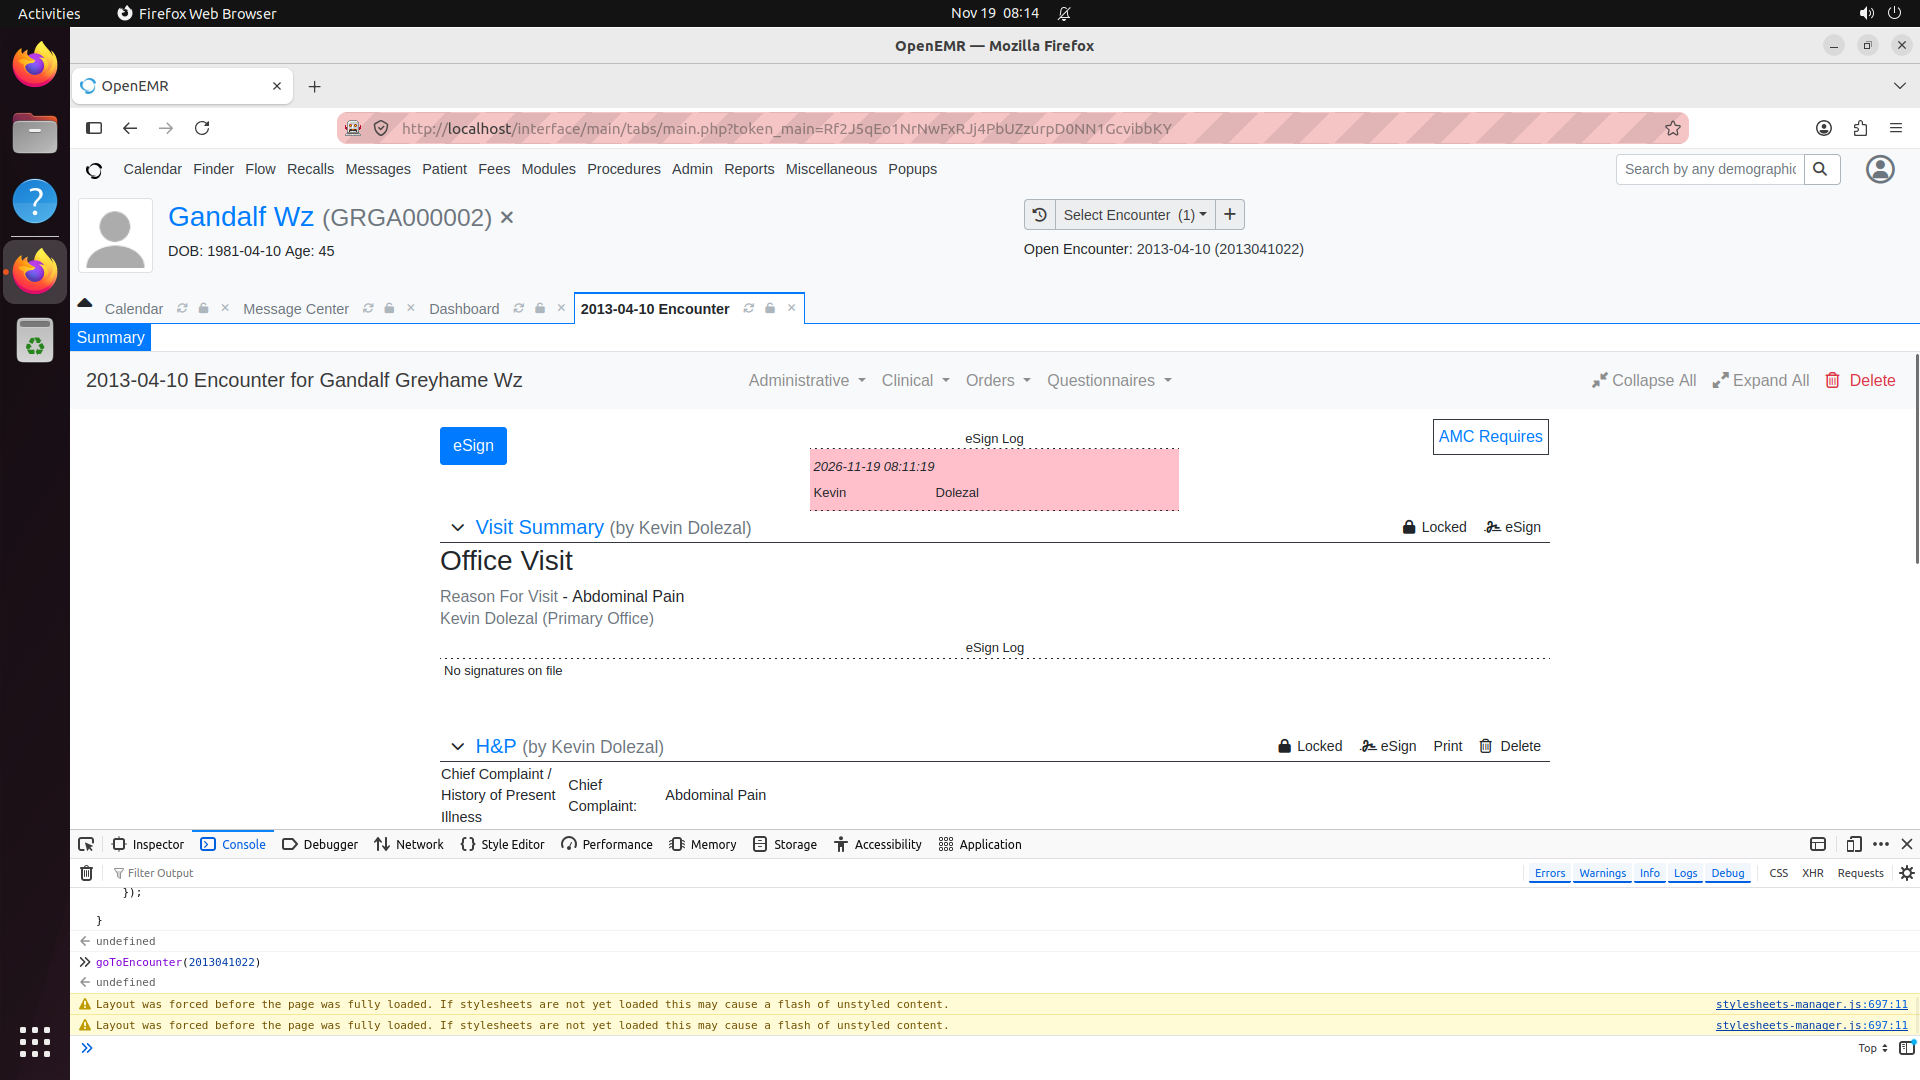 Activities
Firefox Web Browser
Nov 19 08:14
OpenEMR — Mozilla Firefox
OpenEMR
http://localhost/interface/main/tabs/main.php?token_main=Rf2J5qEo1NrNwFxRJj4PbUZzurpD0NN1GcvibbKY
Calendar Finder Flow Recalls Messages Patient Fees Modules Procedures Admin Reports Miscellaneous Popups
Search by any demographic
Gandalf Wz (GRGA000002)
Select Encounter (1)
DOB: 1981-04-10 Age: 45
Open Encounter: 2013-04-10 (2013041022)
Calendar
Message Center
Dashboard
2013-04-10 Encounter
Summary
2013-04-10 Encounter for Gandalf Greyhame Wz
Administrative Clinical Orders Questionnaires
Collapse All Expand All Delete
eSign
eSign Log
AMC Requires
2026-11-19 08:11:19
Kevin Dolezal
Visit Summary (by Kevin Dolezal)
Locked eSign
Office Visit
Reason For Visit - Abdominal Pain
Kevin Dolezal (Primary Office)
eSign Log
No signatures on file
H&P (by Kevin Dolezal)
Locked eSign Print Delete
Chief Complaint /
History of Present
Illness
Chief
Complaint:
Abdominal Pain
Inspector Console Debugger Network Style Editor Performance Memory Storage Accessibility Application
Filter Output
Errors Warnings Info Logs Debug CSS XHR Requests
});
}
undefined
goToEncounter(2013041022)
undefined
Layout was forced before the page was fully loaded. If stylesheets are not yet loaded this may cause a flash of unstyled content. stylesheets-manager.js:697:11
Layout was forced before the page was fully loaded. If stylesheets are not yet loaded this may cause a flash of unstyled content. stylesheets-manager.js:697:11
Top